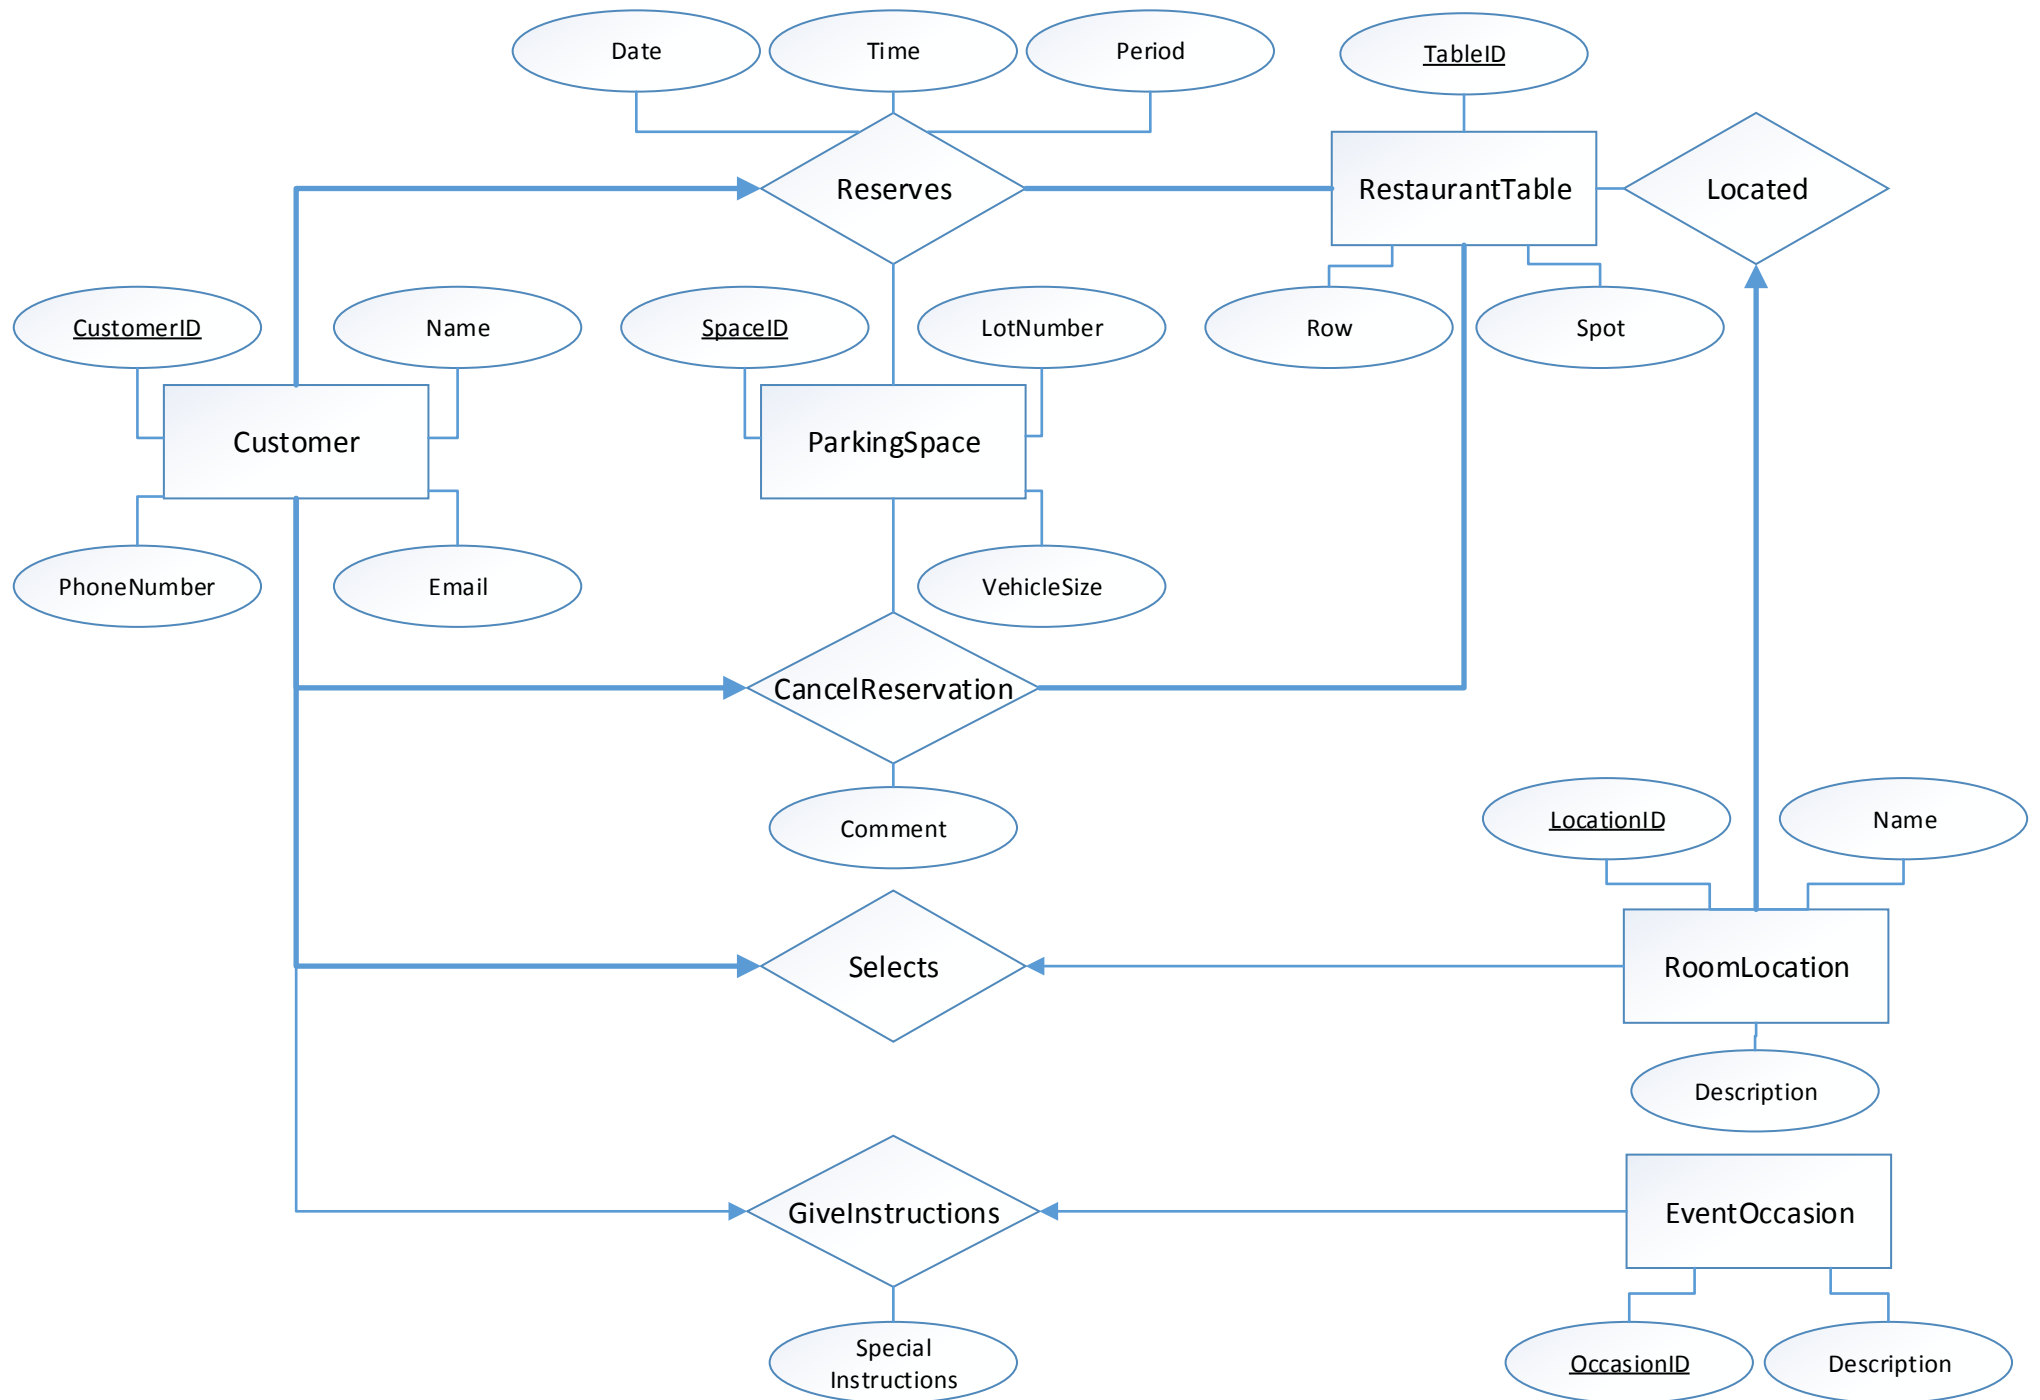 Date
Time
Period
TableID
Reserves
RestaurantTable
Located
CustomerID
Name
SpaceID
LotNumber
Row
Spot
Customer
ParkingSpace
PhoneNumber
Email
VehicleSize
CancelReservation
Comment
LocationID
Name
Selects
RoomLocation
Description
GiveInstructions
EventOccasion
Special
Instructions
OccasionID
Description